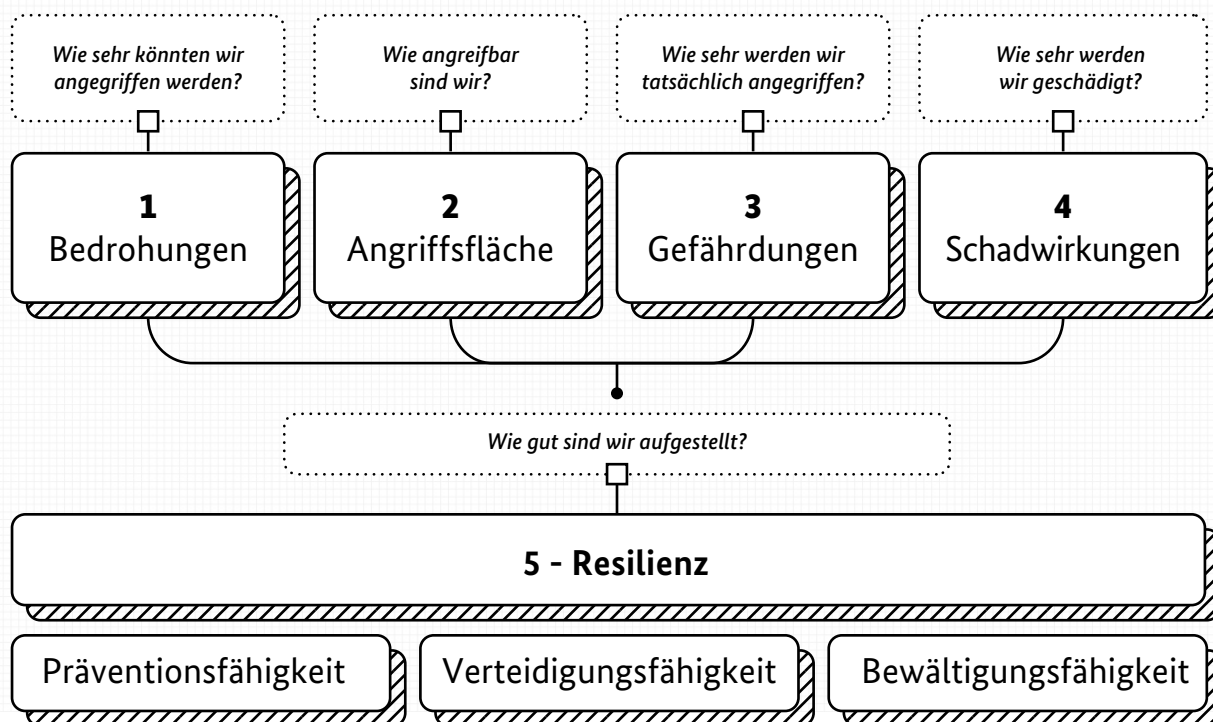 Wie sehr könnten wir
angegriffen werden?
Wie angreifbar
sind wir?
Wie sehr werden wir
tatsächlich angegriffen?
Wie sehr werden
wir geschädigt?
1
Bedrohungen
2
Angriffsfläche
3
Gefährdungen
4
Schadwirkungen
Wie gut sind wir aufgestellt?
5 - Resilienz
Präventionsfähigkeit
Verteidigungsfähigkeit
Bewältigungsfähigkeit